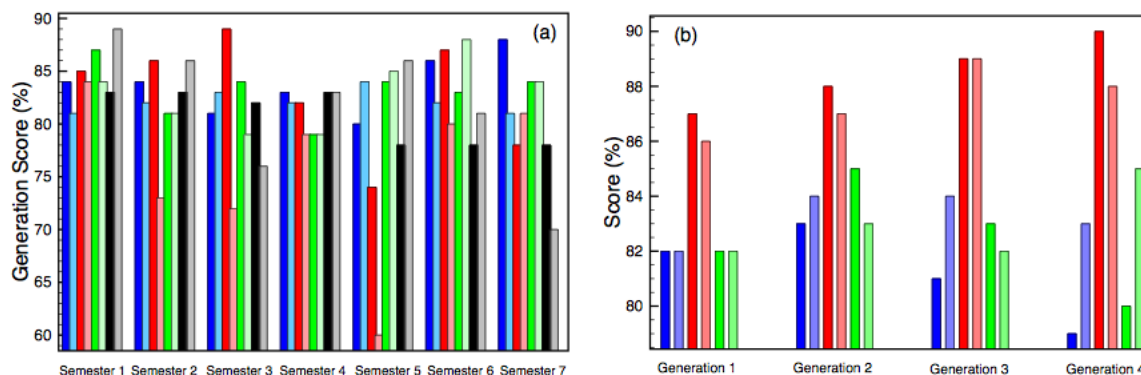 (a)
Generation Score (%)
90
85
80
75
70
65
60
Semester 1 Semester 2 Semester 3 Semester 4 Semester 5 Semester 6 Semester 7
(b)
Score (%)
90
88
86
84
82
80
Generation 1 Generation 2 Generation 3 Generation 4